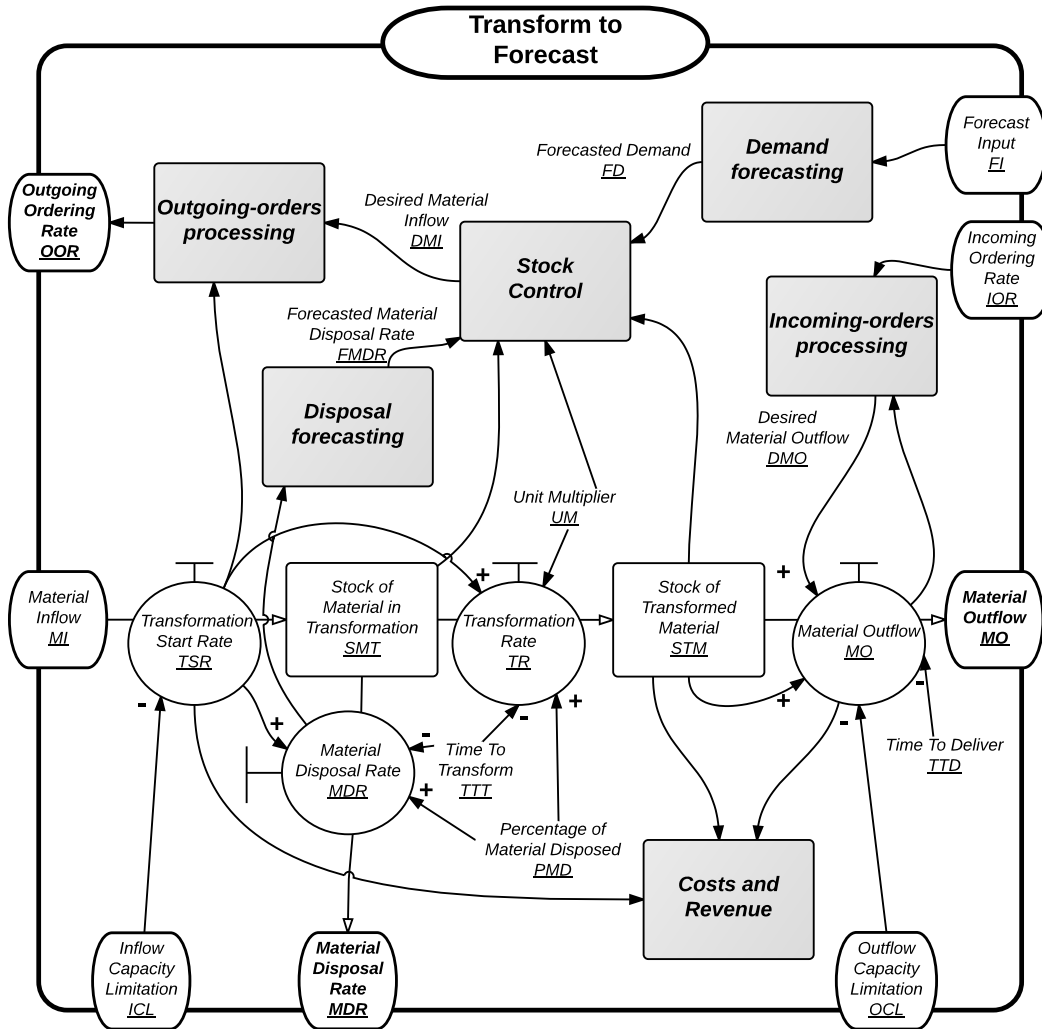 Transform to
Forecast
Forecast
Input
FI
Demand
forecasting
Forecasted Demand
FD
Outgoing
Ordering
Rate
OOR
Outgoing-orders
processing
Desired Material
Inflow
DMI
Stock
Control
Incoming
Ordering
Rate
IOR
Incoming-orders
processing
Forecasted Material
Disposal Rate
FMDR
Disposal
forecasting
Desired
Material Outflow
DMO
Unit Multiplier
UM
Material
Inflow
MI
Transformation
Start Rate
TSR
Stock of
Material in
Transformation
SMT
+
Transformation
Rate
TR
Stock of
Transformed
Material
STM
+
Material Outflow
MO
Material
Outflow
MO
-
+
-
+
-
+
-
-
Material
Disposal Rate
MDR
+
Time To
Transform
TTT
Time To Deliver
TTD
Percentage of
Material Disposed
PMD
Costs and
Revenue
Inflow
Capacity
Limitation
ICL
Material
Disposal
Rate
MDR
Outflow
Capacity
Limitation
OCL